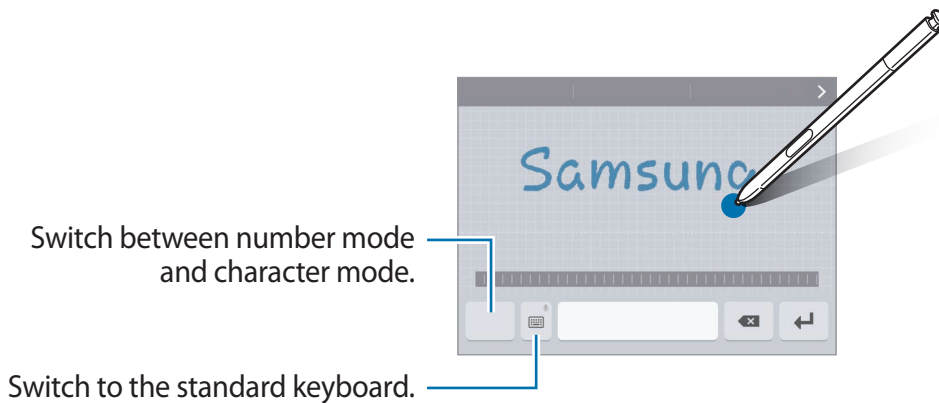 Samsung
Switch between number mode
and character mode.
Switch to the standard keyboard.